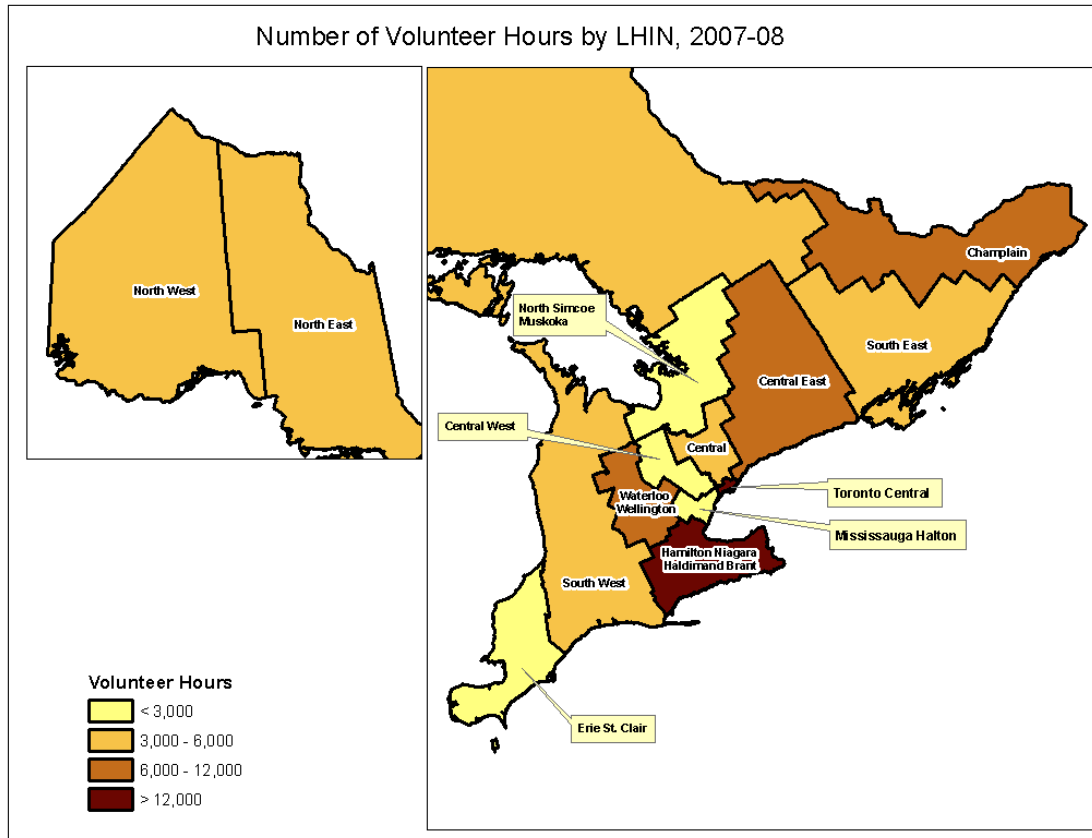 Number of Volunteer Hours by LHIN, 2007-08
North West
North East
Champlain
North Simcoe
Muskoka
South East
Central East
Central West
Central
Waterloo
Wellington
Toronto Central
Mississauga Halton
Hamilton Niagara
Haldimand Brant
South West
Erie St. Clair
Volunteer Hours
< 3,000
3,000 - 6,000
6,000 - 12,000
> 12,000